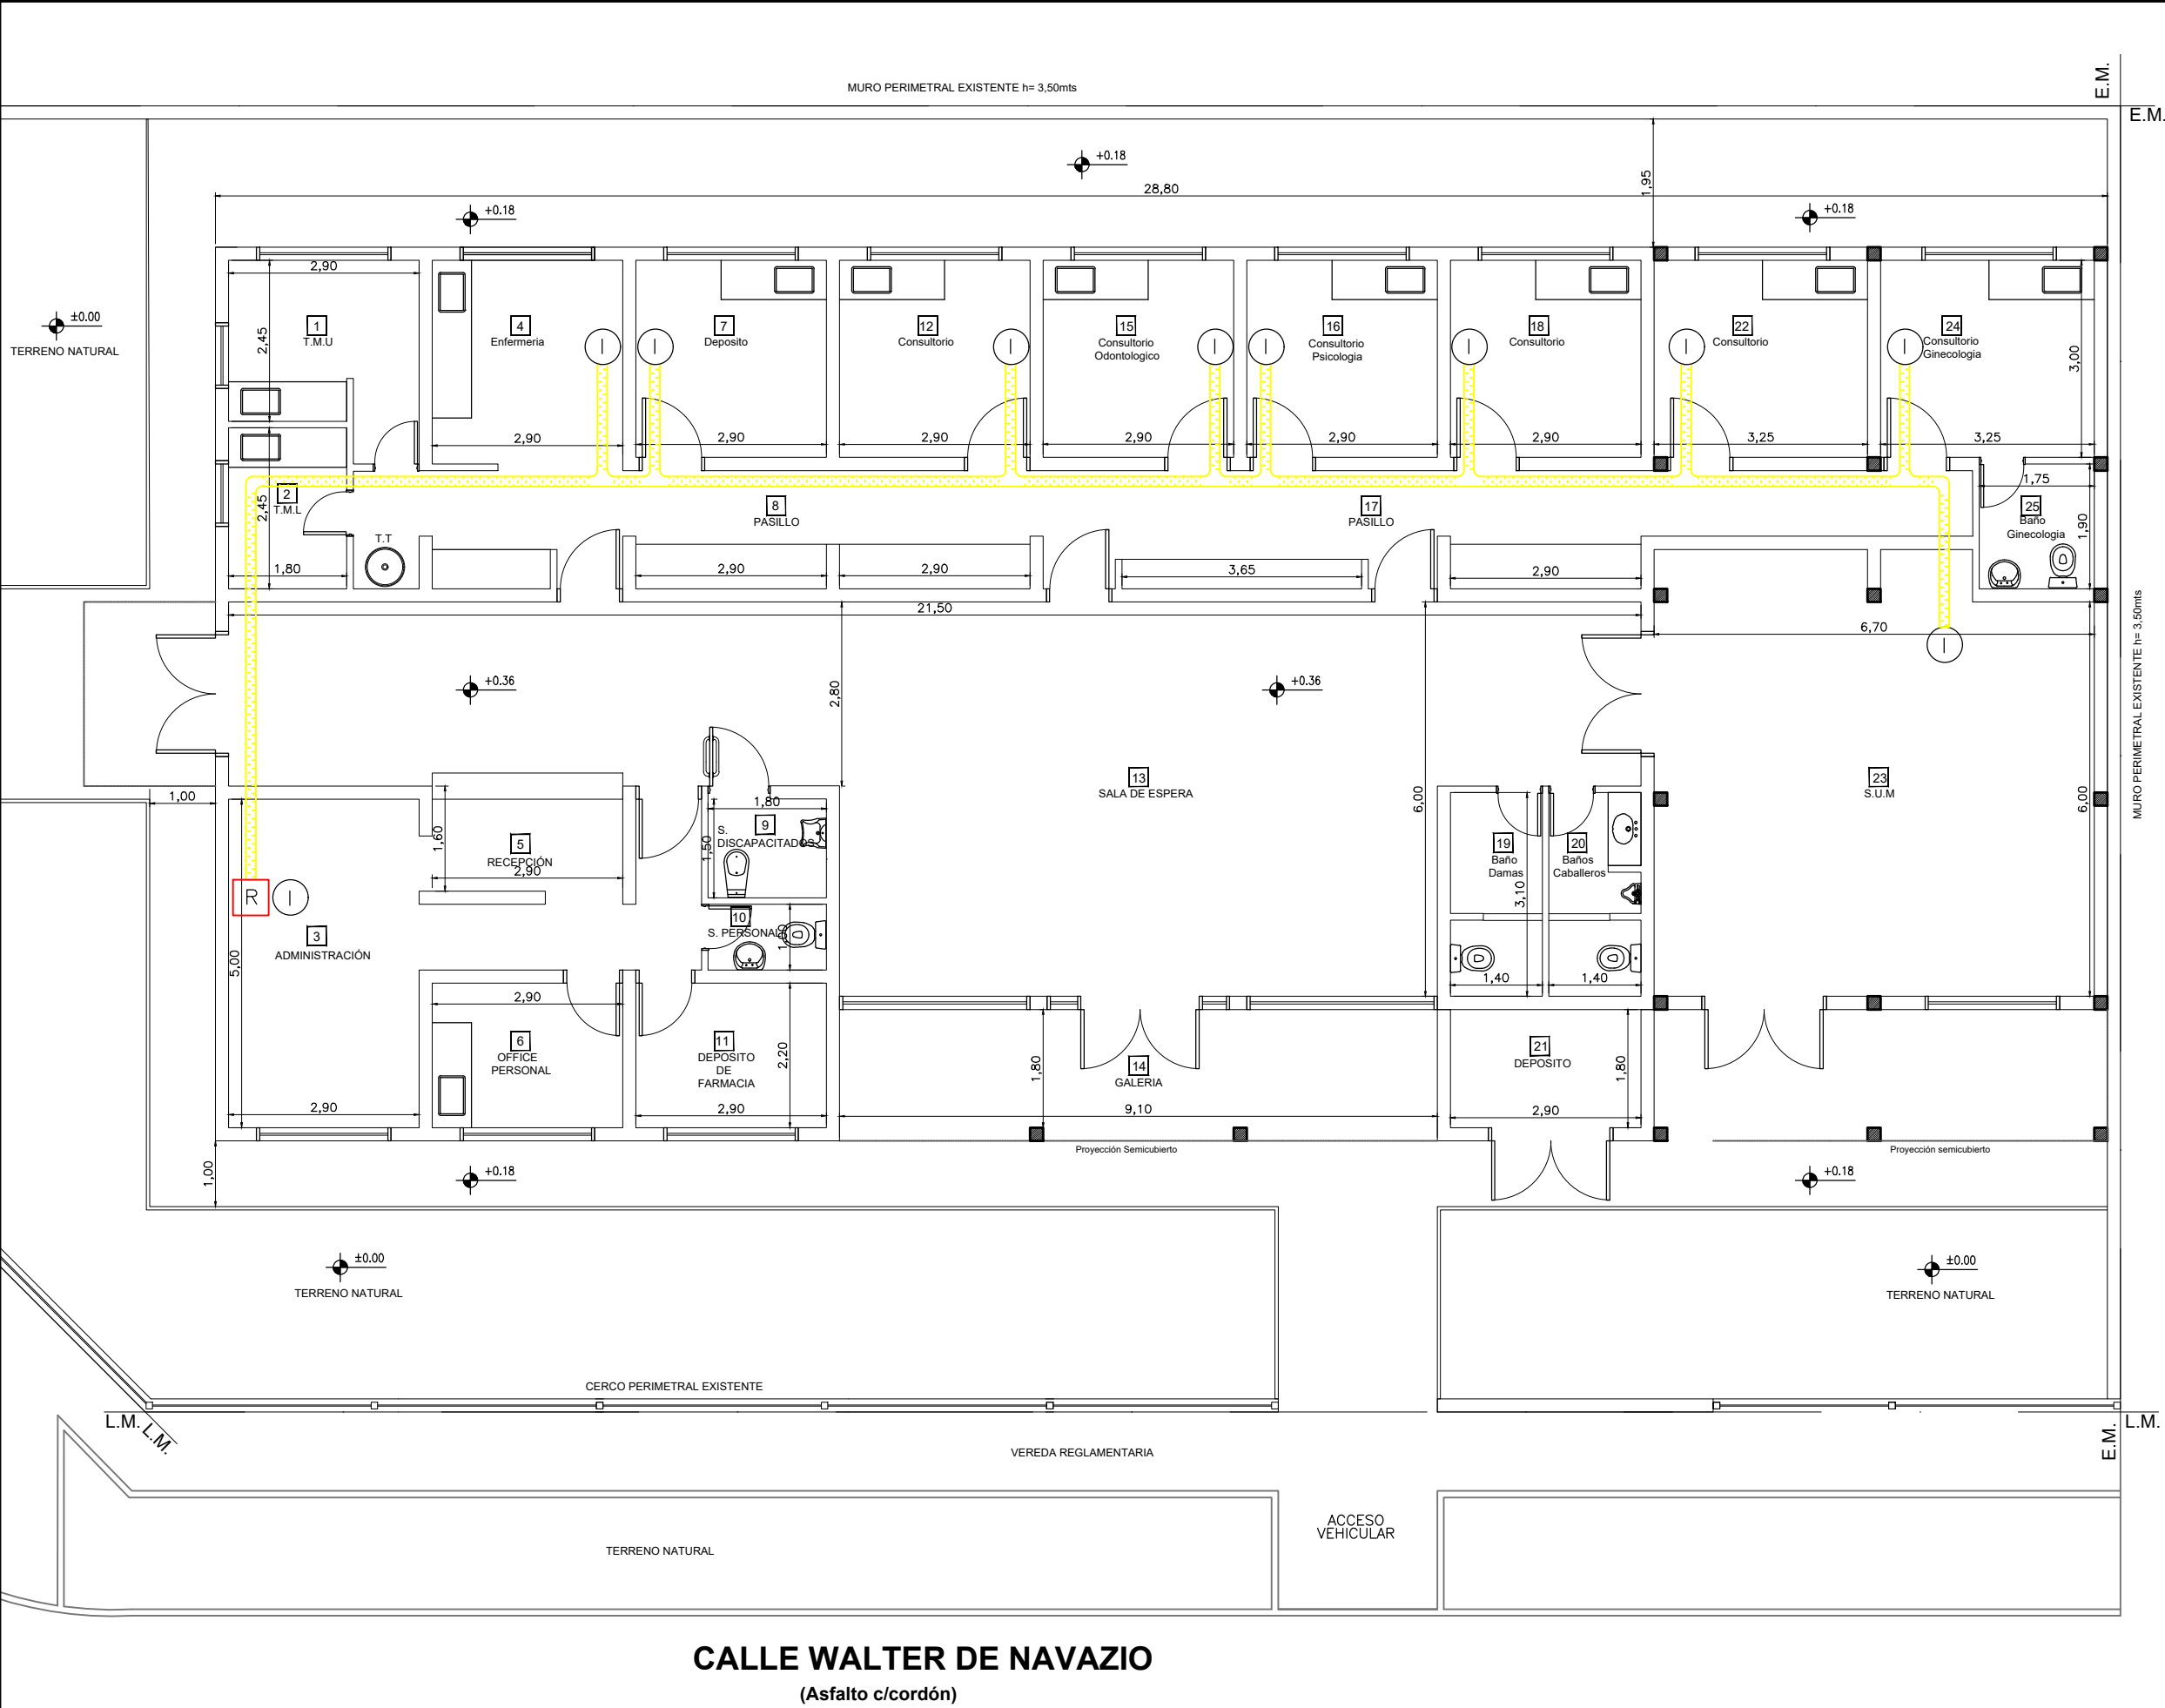 MURO PERIMETRAL EXISTENTE h= 3,50mts
E.M.
E.M.
+0.18
28,80
1,95
+0.18
+0.18
2,90
±0.00
TERRENO NATURAL
2,45
1
T.M.U
4
Enfermeria
I
I
7
Deposito
12
Consultorio
I
15
Consultorio
Odontologico
I
I
16
Consultorio
Psicologia
I
18
Consultorio
I
22
Consultorio
I
24
Consultorio
Ginecologia
3,00
2,90
2,90
2,90
2,90
2,90
2,90
3,25
3,25
2
T.M.L
2,45
8
PASILLO
17
PASILLO
1,75
25
Baño
Ginecologia
1,90
T.T
1,80
2,90
2,90
3,65
2,90
21,50
6,70
I
MURO PERIMETRAL EXISTENTE h= 3,50mts
+0.36
2,80
+0.36
13
SALA DE ESPERA
6,00
23
S.U.M
6,00
1,00
1,80
1,60
5
RECEPCIÓN
2,90
9
S.
DISCAPACITADOS
1,50
19
Baño
Damas
20
Baños
Caballeros
3,10
R
I
3
ADMINISTRACIÓN
5,00
10
S. PERSONAL
1,00
1,40
1,40
2,90
6
OFFICE
PERSONAL
11
DEPOSITO
DE
FARMACIA
2,20
1,80
14
GALERIA
21
DEPOSITO
1,80
2,90
2,90
9,10
2,90
Proyección Semicubierto
Proyección semicubierto
1,00
+0.18
+0.18
±0.00
TERRENO NATURAL
±0.00
TERRENO NATURAL
CERCO PERIMETRAL EXISTENTE
L.M.
L.M.
E.M.
L.M.
VEREDA REGLAMENTARIA
ACCESO
VEHICULAR
TERRENO NATURAL
CALLE WALTER DE NAVAZIO
(Asfalto c/cordón)